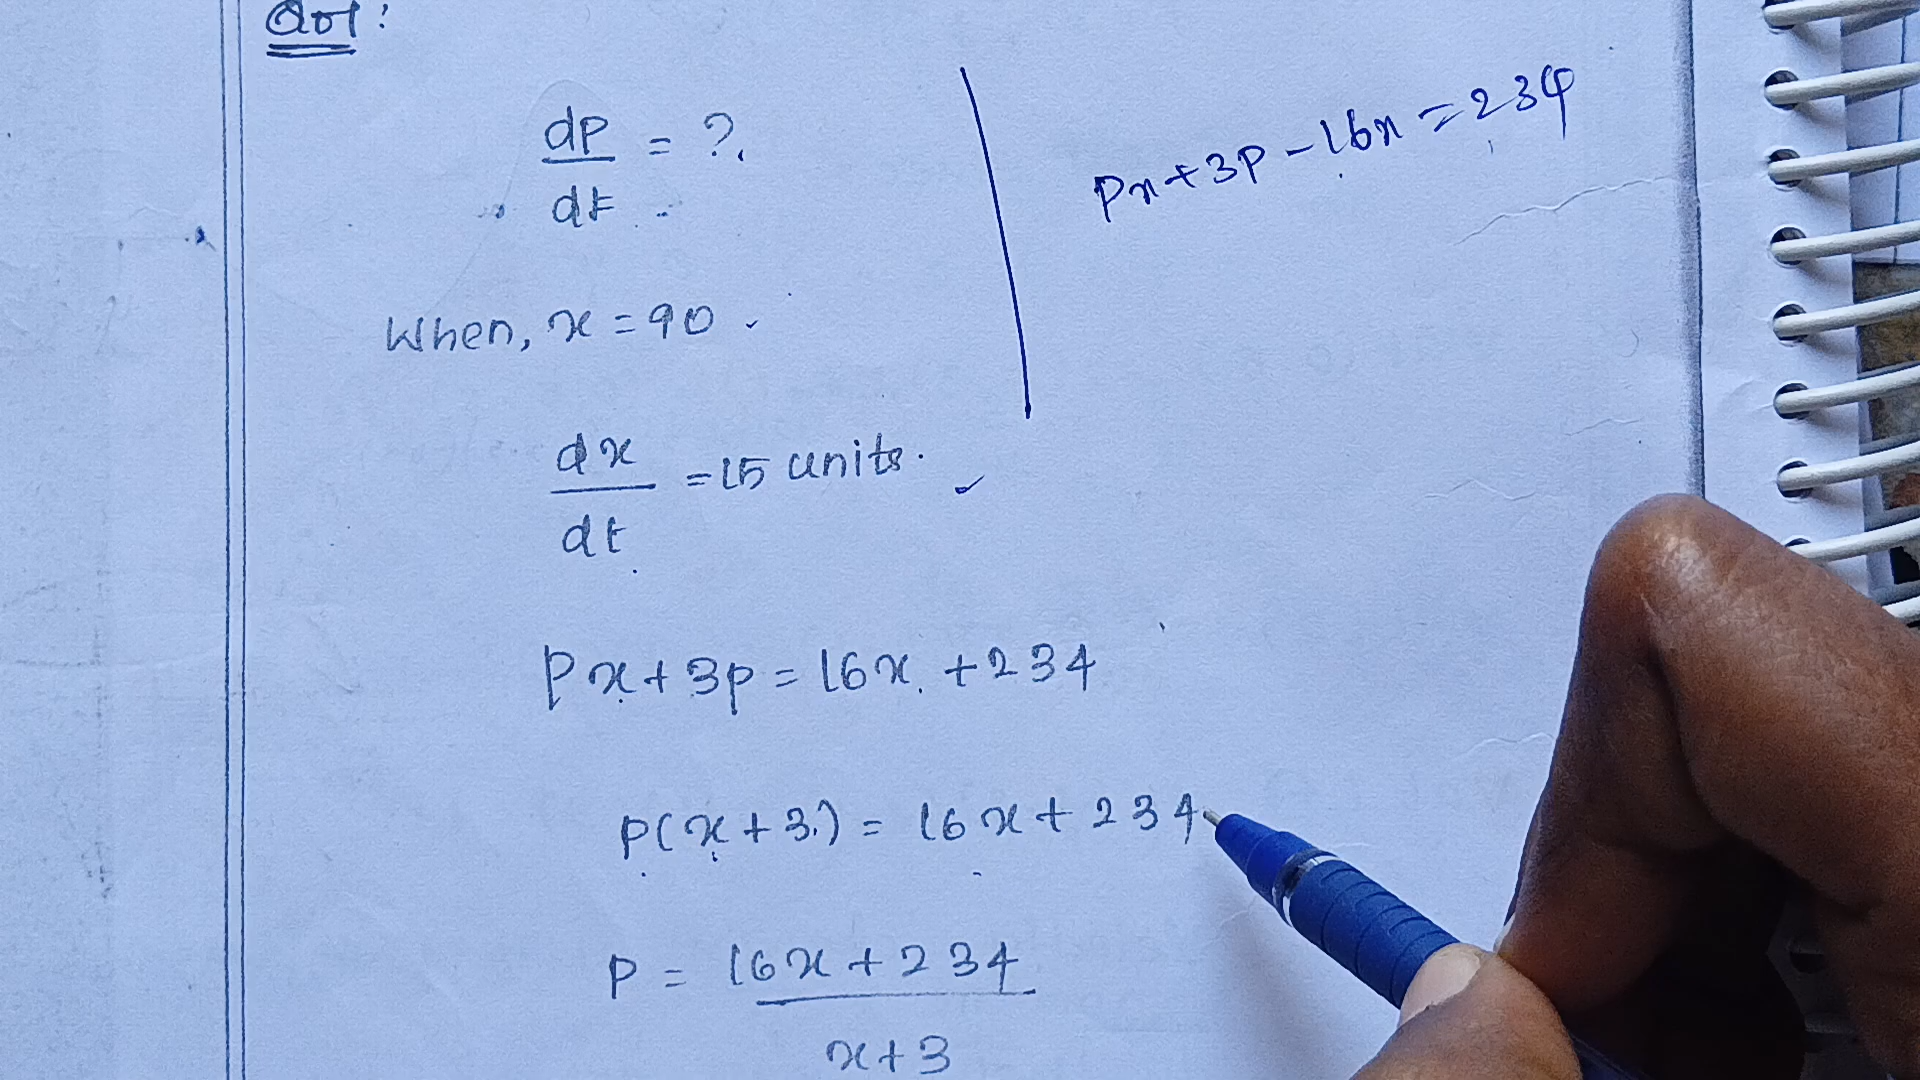 Sol:
dp/dt = ?.
When, x = 90.
dx/dt = 15 units.
px + 3p = 16x + 234
p(x + 3) = 16x + 234
p = 16x + 234 / x + 3
px + 3p - 16x = 234